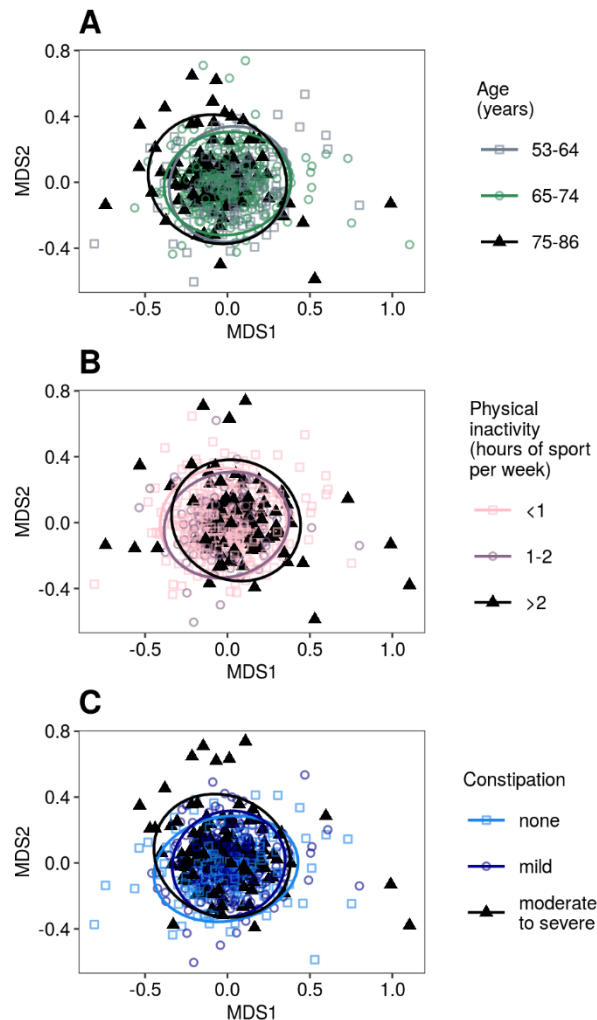 A
0.8
0.4
0.0
-0.4
MDS2
-0.5
0.0
0.5
1.0
MDS1
Age
(years)
53-64
65-74
75-86
B
0.8
0.4
0.0
-0.4
MDS2
-0.5
0.0
0.5
1.0
MDS1
Physical
inactivity
(hours of sport
per week)
<1
1-2
>2
C
0.8
0.4
0.0
-0.4
MDS2
-0.5
0.0
0.5
1.0
MDS1
Constipation
none
mild
moderate
to severe